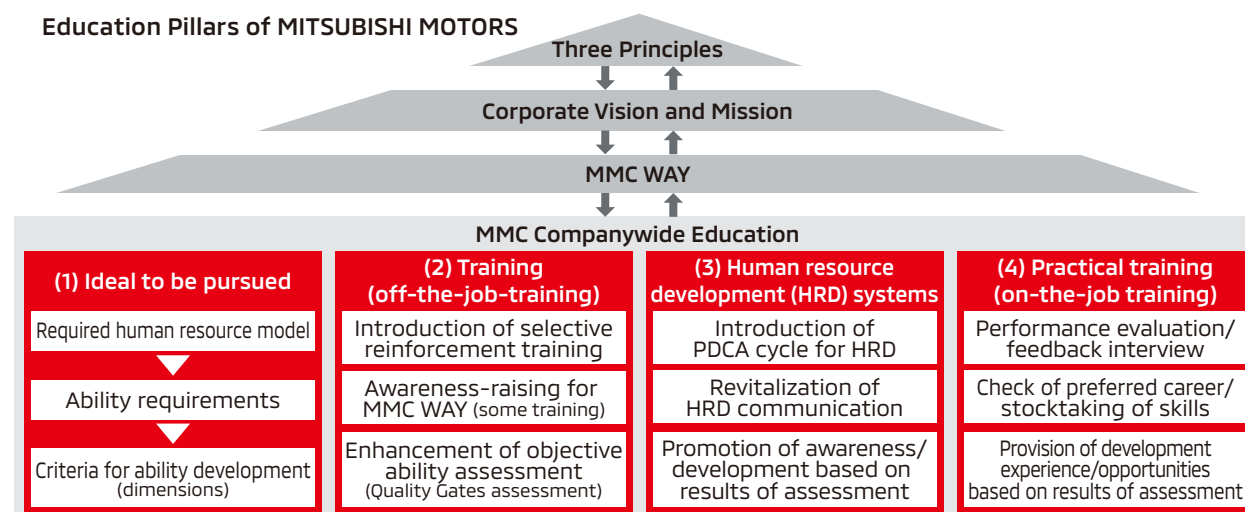 Education Pillars of MITSUBISHI MOTORS
Three Principles
Corporate Vision and Mission
MMC WAY
MMC Companywide Education
(1) Ideal to be pursued
Required human resource model
Ability requirements
Criteria for ability development
(dimensions)
(2) Training
(off-the-job-training)
Introduction of selective
reinforcement training
Awareness-raising for
MMC WAY (some training)
Enhancement of objective
ability assessment
(Quality Gates assessment)
(3) Human resource
development (HRD) systems
Introduction of
PDCA cycle for HRD
Revitalization of
HRD communication
Promotion of awareness/
development based on
results of assessment
(4) Practical training
(on-the-job training)
Performance evaluation/
feedback interview
Check of preferred career/
stocktaking of skills
Provision of development
experience/opportunities
based on results of assessment